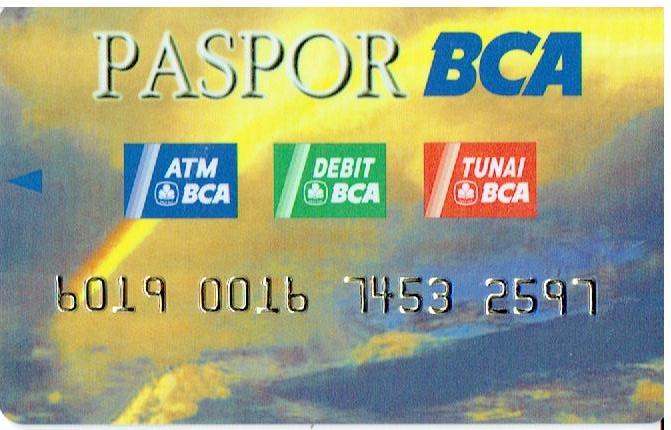 PASPOR BCA
ATM DEBIT TUNAI
BCA BCA BCA
6019 0016 7453 2597